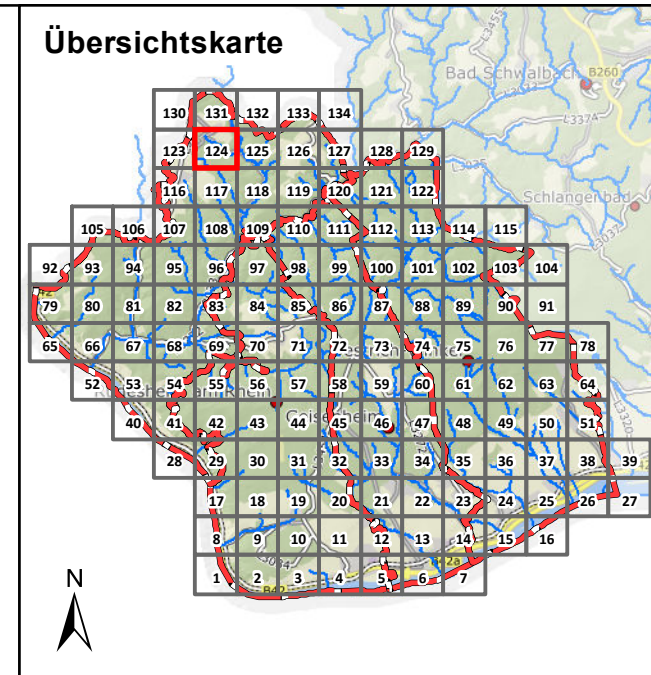 Übersichtskarte
Bad Schwalbach
B260
L3374
L3035
Schlangenbad
L3037
130 131 132 133 134
123 124 125 126 127 128 129
116 117 118 119 120 121 122
105 106 107 108 109 110 111 112 113 114 115
92 93 94 95 96 97 98 99 100 101 102 103 104
79 80 81 82 83 84 85 86 87 88 89 90 91
65 66 67 68 69 70 71 72 73 74 75 76 77 78
52 53 54 55 56 57 58 59 60 61 62 63 64
40 41 42 43 44 45 46 47 48 49 50 51
Geisenheim
28 29 30 31 32 33 34 35 36 37 38 39
17 18 19 20 21 22 23 24 25 26 27
8 9 10 11 12 13 14 15 16
1 2 3 4 5 6 7
L3320
L3034
B42
B42a
N